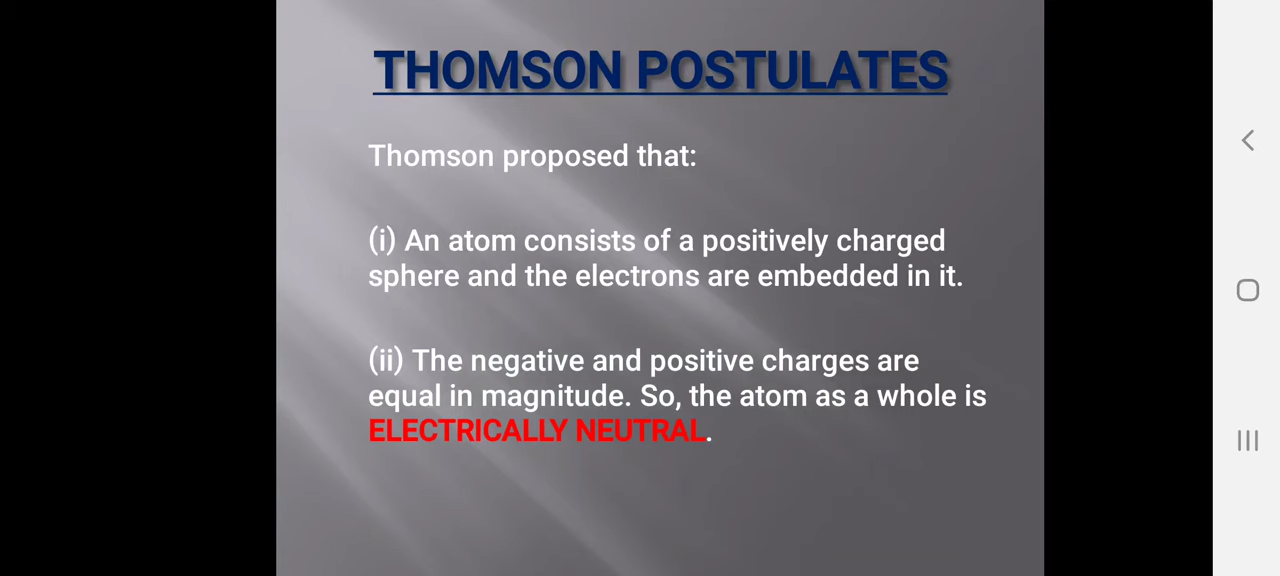 THOMSON POSTULATES
Thomson proposed that:
(i) An atom consists of a positively charged
sphere and the electrons are embedded in it.
(ii) The negative and positive charges are
equal in magnitude. So, the atom as a whole is
ELECTRICALLY NEUTRAL.